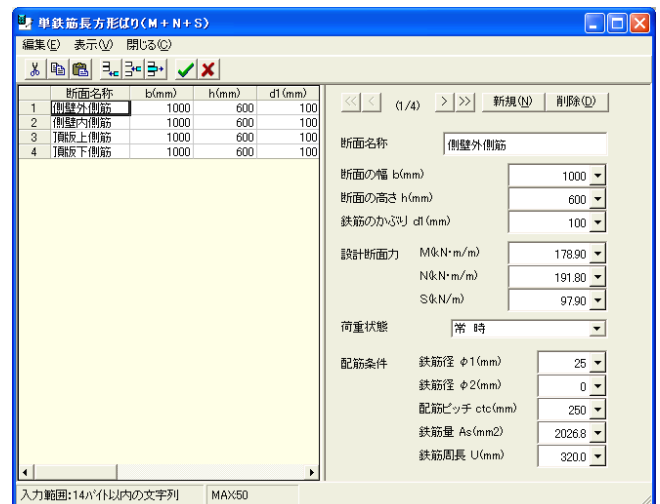 単鉄筋長方形ばり(M+N+S)
編集(E) 表示(V) 閉じる(C)
断面名称 b(mm) h(mm) d1(mm)
1 側壁外側筋 1000 600 100
2 側壁内側筋 1000 600 100
3 頂版上側筋 1000 600 100
4 頂版下側筋 1000 600 100
<< < (1/4) > >> 新規(N) 削除(D)
断面名称 側壁外側筋
断面の幅 b(mm) 1000
断面の高さ h(mm) 600
鉄筋のかぶり d1(mm) 100
設計断面力 M(kN・m/m) 178.90
N(kN・m/m) 191.80
S(kN/m) 97.90
荷重状態 常 時
配筋条件 鉄筋径 φ1(mm) 25
鉄筋径 φ2(mm) 0
配筋ピッチ ctc(mm) 250
鉄筋量 As(mm2) 2026.8
鉄筋周長 U(mm) 320.0
入力範囲:14バイト以内の文字列 MAX:50